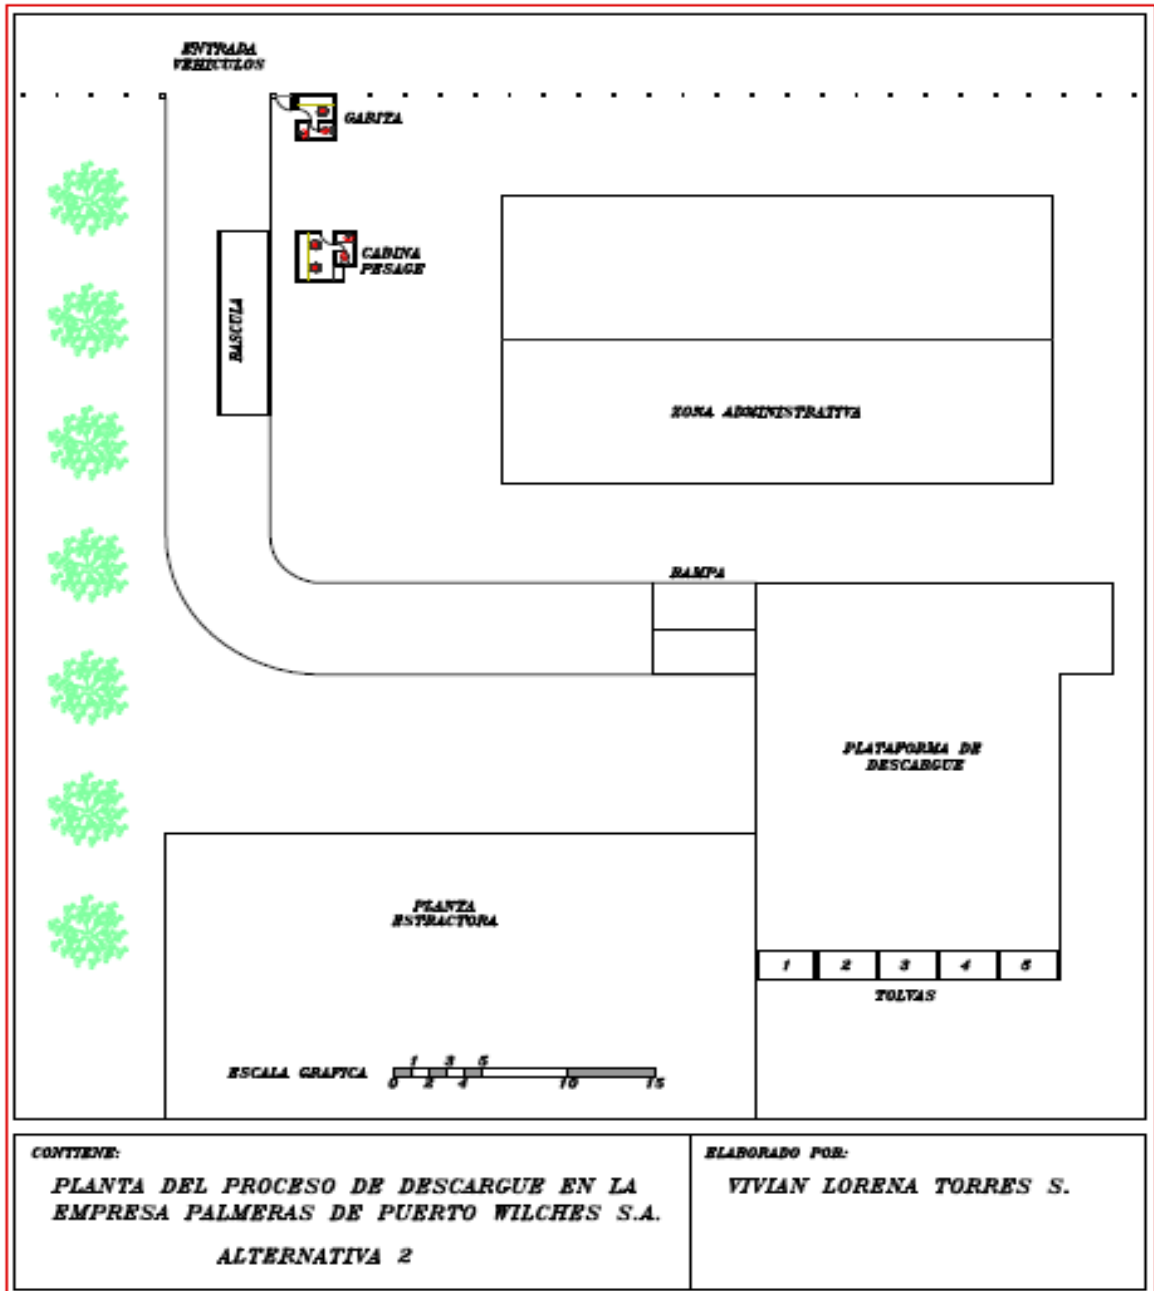 ENTRADA
VEHICULOS
GARITA
CABINA
PESAGE
BASCULA
ZONA ADMINISTRATIVA
RAMPA
PLATAFORMA DE
DESCARGUE
PLANTA
ESTRACTORA
1 2 3 4 5
TOLVAS
1 3 5
ESCALA GRAFICA
0 2 4 10 15
CONTIENE:
PLANTA DEL PROCESO DE DESCARGUE EN LA
EMPRESA PALMERAS DE PUERTO WILCHES S.A.
ALTERNATIVA 2
ELABORADO POR:
VIVIAN LORENA TORRES S.